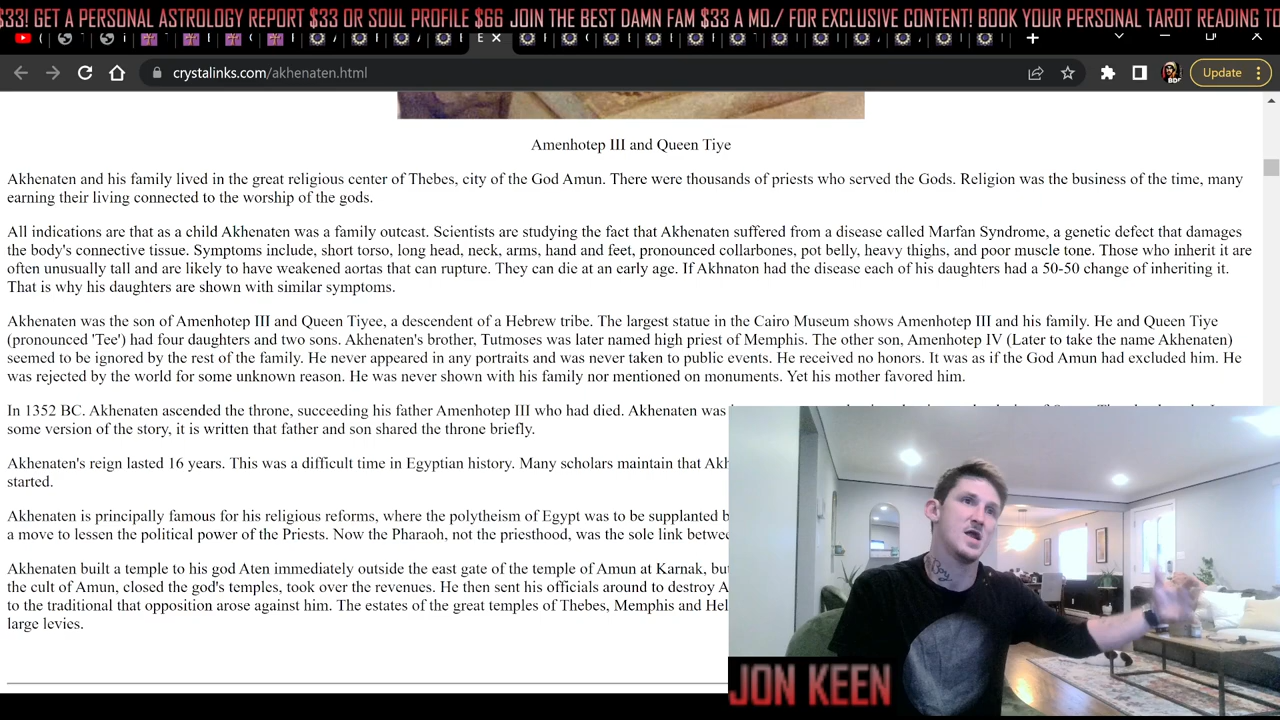 $33! GET A PERSONAL ASTROLOGY REPORT $33 OR SOUL PROFILE $66 JOIN THE BEST DAMN FAM $33 A MO./ FOR EXCLUSIVE CONTENT! BOOK YOUR PERSONAL TAROT READING TO
crystalinks.com/akhenaten.html
Update
Amenhotep III and Queen Tiye
Akhenaten and his family lived in the great religious center of Thebes, city of the God Amun. There were thousands of priests who served the Gods. Religion was the business of the time, many
earning their living connected to the worship of the gods.
All indications are that as a child Akhenaten was a family outcast. Scientists are studying the fact that Akhenaten suffered from a disease called Marfan Syndrome, a genetic defect that damages
the body's connective tissue. Symptoms include, short torso, long head, neck, arms, hand and feet, pronounced collarbones, pot belly, heavy thighs, and poor muscle tone. Those who inherit it are
often unusually tall and are likely to have weakened aortas that can rupture. They can die at an early age. If Akhnaton had the disease each of his daughters had a 50-50 change of inheriting it.
That is why his daughters are shown with similar symptoms.
Akhenaten was the son of Amenhotep III and Queen Tiyee, a descendent of a Hebrew tribe. The largest statue in the Cairo Museum shows Amenhotep III and his family. He and Queen Tiye
(pronounced 'Tee') had four daughters and two sons. Akhenaten's brother, Tutmoses was later named high priest of Memphis. The other son, Amenhotep IV (Later to take the name Akhenaten)
seemed to be ignored by the rest of the family. He never appeared in any portraits and was never taken to public events. He received no honors. It was as if the God Amun had excluded him. He
was rejected by the world for some unknown reason. He was never shown with his family nor mentioned on monuments. Yet his mother favored him.
In 1352 BC. Akhenaten ascended the throne, succeeding his father Amenhotep III who had died. Akhenaten was
some version of the story, it is written that father and son shared the throne briefly.
Akhenaten's reign lasted 16 years. This was a difficult time in Egyptian history. Many scholars maintain that Akh
started.
Akhenaten is principally famous for his religious reforms, where the polytheism of Egypt was to be supplanted b
a move to lessen the political power of the Priests. Now the Pharaoh, not the priesthood, was the sole link betwe
Akhenaten built a temple to his god Aten immediately outside the east gate of the temple of Amun at Karnak, bu
the cult of Amun, closed the god's temples, took over the revenues. He then sent his officials around to destroy A
to the traditional that opposition arose against him. The estates of the great temples of Thebes, Memphis and Hel
large levies.
JON KEEN